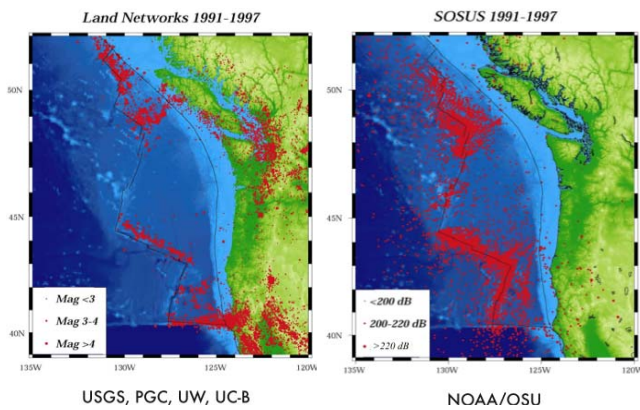 Land Networks 1991-1997
50N
45N
40N
Mag <3
Mag 3-4
Mag >4
135W 130W 125W 120W
USGS, PGC, UW, UC-B
SOSUS 1991-1997
50N
45N
40N
<200 dB
200-220 dB
>220 dB
135W 130W 125W 120W
NOAA/OSU